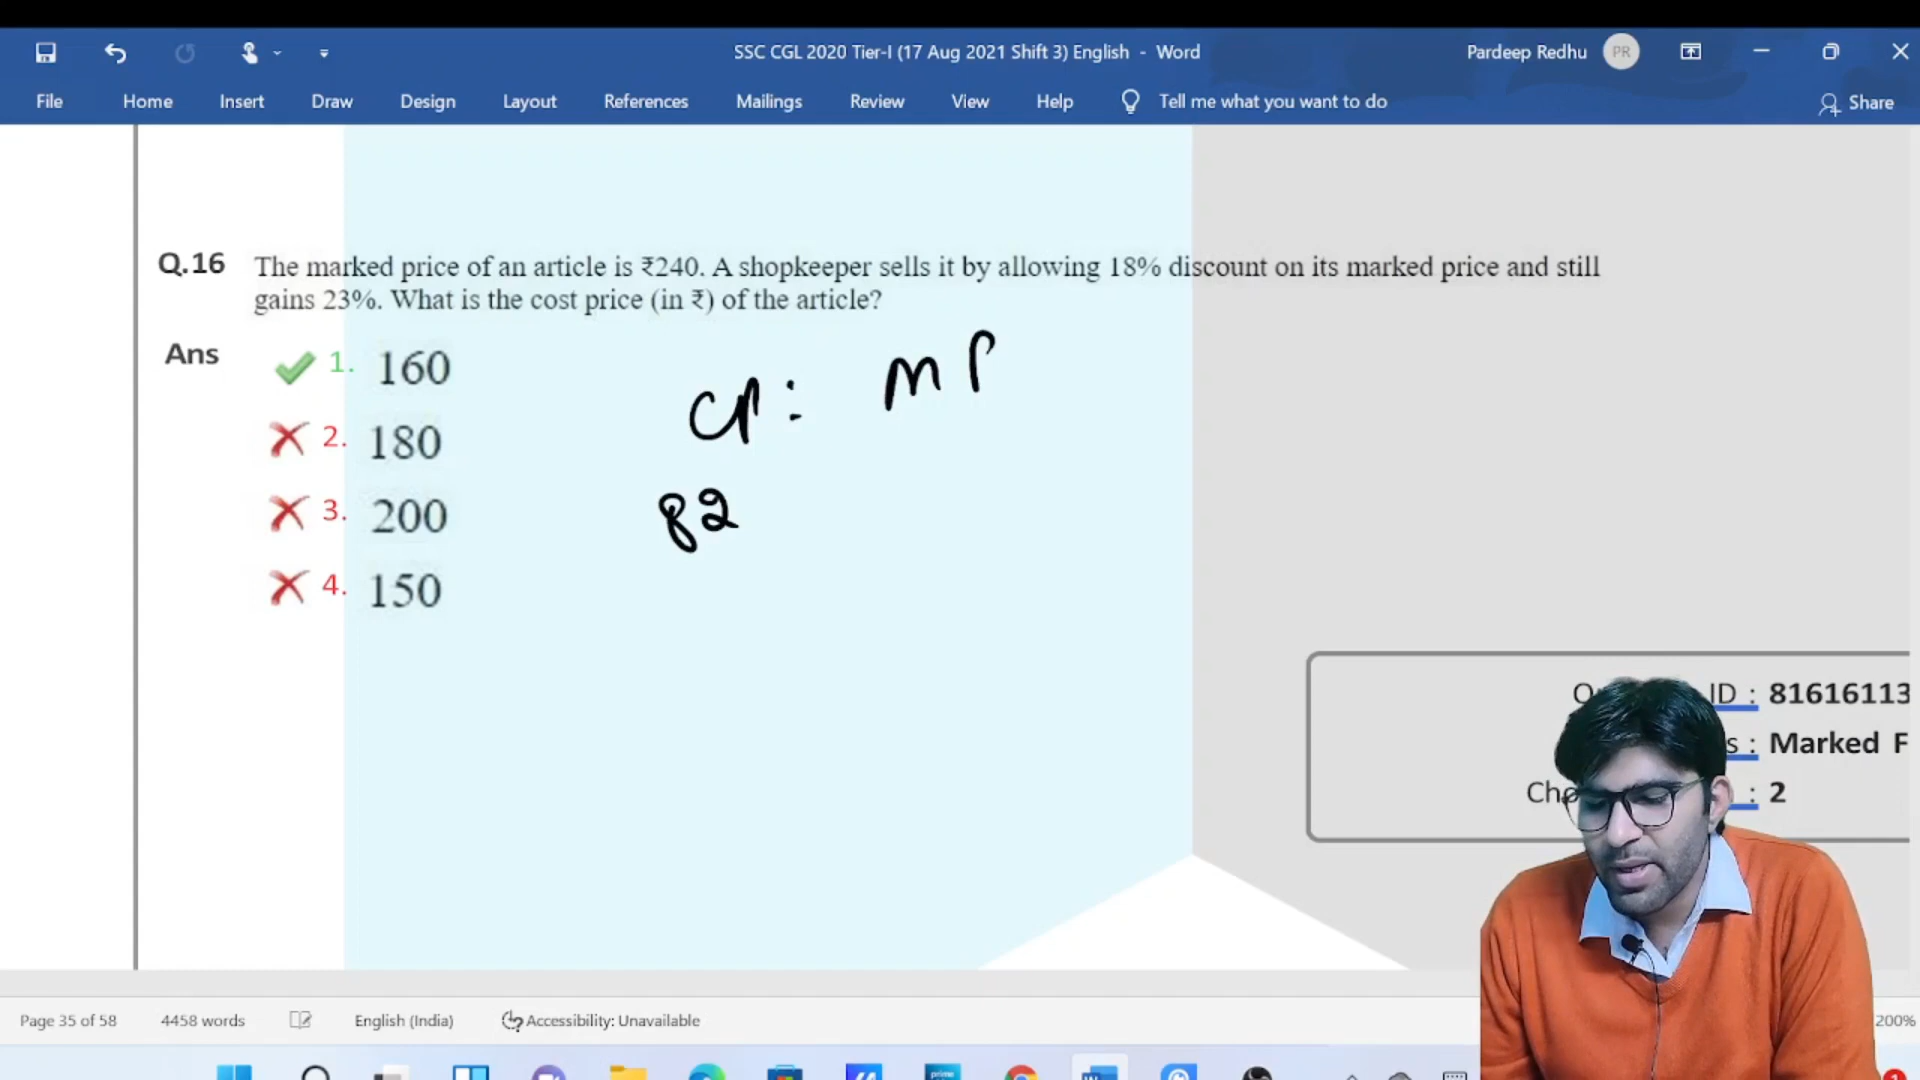 SSC CGL 2020 Tier-I (17 Aug 2021 Shift 3) English - Word
Pardeep Redhu PR
File Home Insert Draw Design Layout References Mailings Review View Help Tell me what you want to do Share
Q.16 The marked price of an article is ₹240. A shopkeeper sells it by allowing 18% discount on its marked price and still
gains 23%. What is the cost price (in ₹) of the article?
Ans 1. 160
2. 180
3. 200
4. 150
CP : MP
82
ID : 81616113
s : Marked
: 2
Page 35 of 58 4458 words English (India) Accessibility: Unavailable 200%
prime